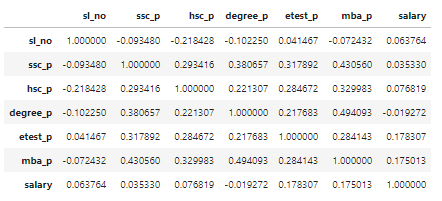 sl_no ssc_p hsc_p degree_p etest_p mba_p salary
sl_no 1.000000 -0.093480 -0.218428 -0.102250 0.041467 -0.072432 0.063764
ssc_p -0.093480 1.000000 0.293416 0.380657 0.317892 0.430560 0.035330
hsc_p -0.218428 0.293416 1.000000 0.221307 0.284672 0.329983 0.076819
degree_p -0.102250 0.380657 0.221307 1.000000 0.217683 0.494093 -0.019272
etest_p 0.041467 0.317892 0.284672 0.217683 1.000000 0.284143 0.178307
mba_p -0.072432 0.430560 0.329983 0.494093 0.284143 1.000000 0.175013
salary 0.063764 0.035330 0.076819 -0.019272 0.178307 0.175013 1.000000